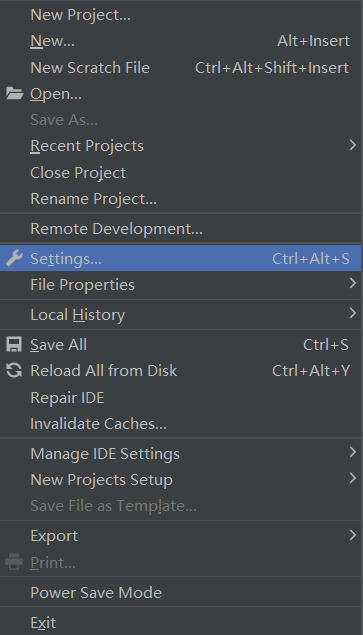 New Project...
New... Alt+Insert
New Scratch File Ctrl+Alt+Shift+Insert
Open...
Save As...
Recent Projects
Close Project
Rename Project...
Remote Development...
Settings... Ctrl+Alt+S
File Properties
Local History
Save All Ctrl+S
Reload All from Disk Ctrl+Alt+Y
Repair IDE
Invalidate Caches...
Manage IDE Settings
New Projects Setup
Save File as Template...
Export
Print...
Power Save Mode
Exit